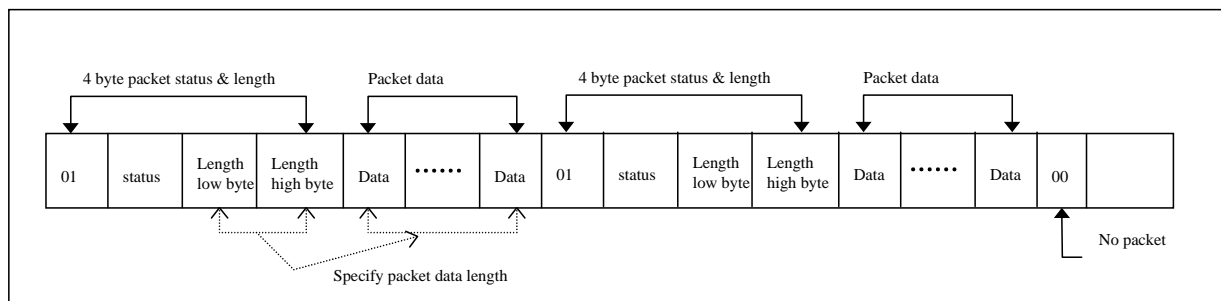 4 byte packet status & length
Packet data
4 byte packet status & length
Packet data
01
status
Length
low byte
Length
high byte
Data
••••••
Data
01
status
Length
low byte
Length
high byte
Data
••••••
Data
00
No packet
Specify packet data length